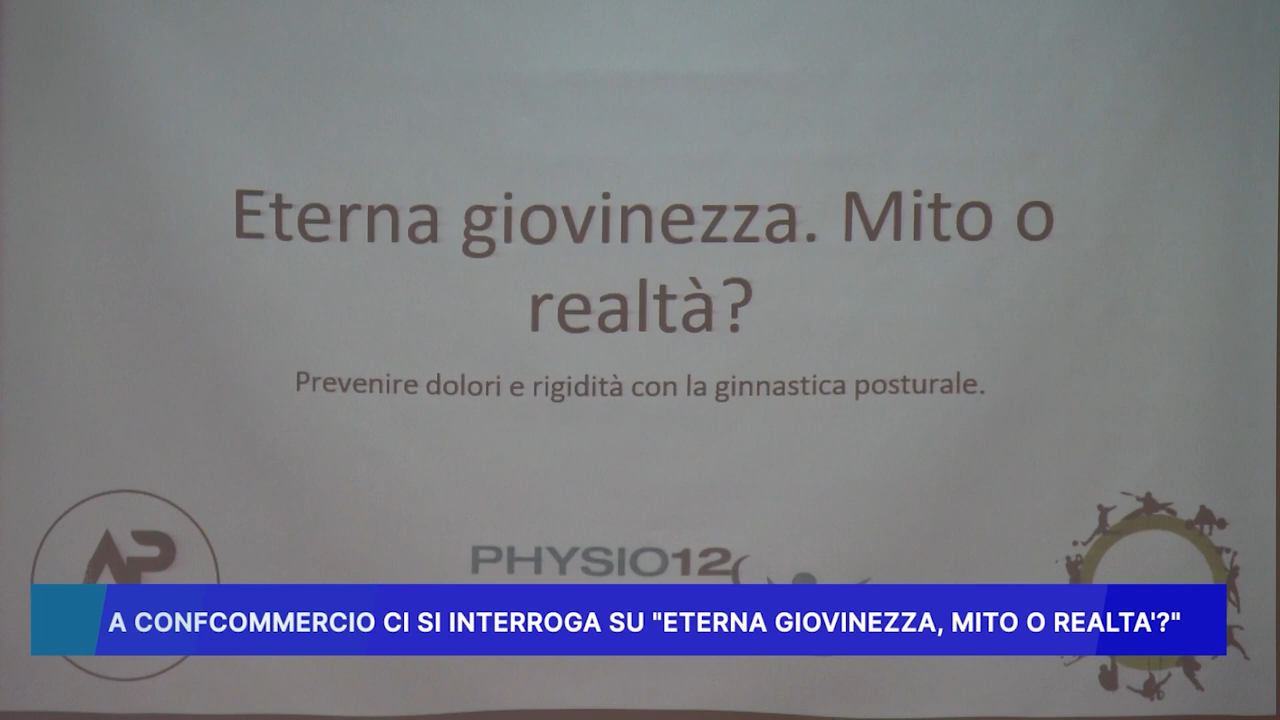 Eterna giovinezza. Mito o
realtà?
Prevenire dolori e rigidità con la ginnastica posturale.
AP
PHYSIO12
A CONFCOMMERCIO CI SI INTERROGA SU "ETERNA GIOVINEZZA, MITO O REALTA'?"